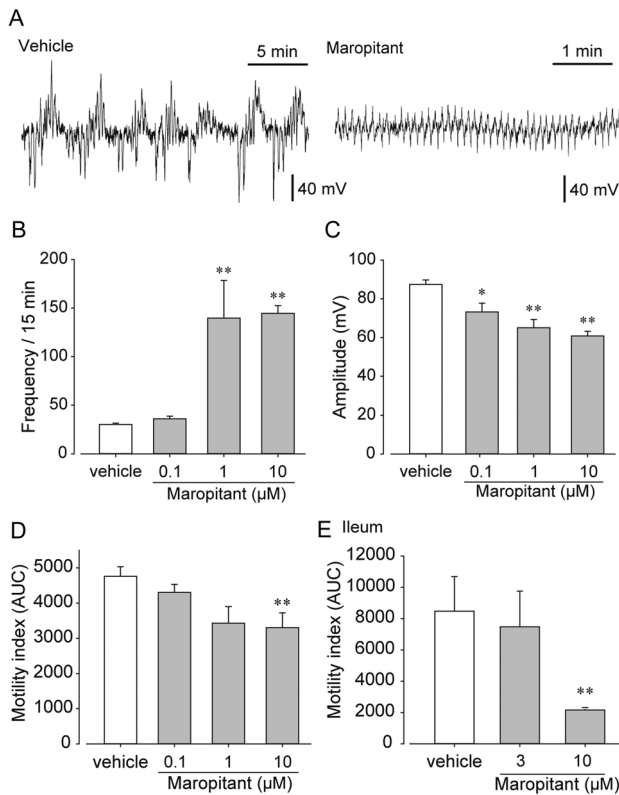 A
Vehicle
5 min
40 mV
Maropitant
1 min
40 mV
B
Frequency / 15 min
200
150
100
50
0
**
**
vehicle
0.1
1
10
Maropitant (µM)
C
Amplitude (mV)
100
80
60
40
20
0
*
**
**
vehicle
0.1
1
10
Maropitant (µM)
D
Motility index (AUC)
5000
4000
3000
2000
1000
0
**
vehicle
0.1
1
10
Maropitant (µM)
E
Ileum
Motility index (AUC)
12000
10000
8000
6000
4000
2000
0
**
vehicle
3
10
Maropitant (µM)